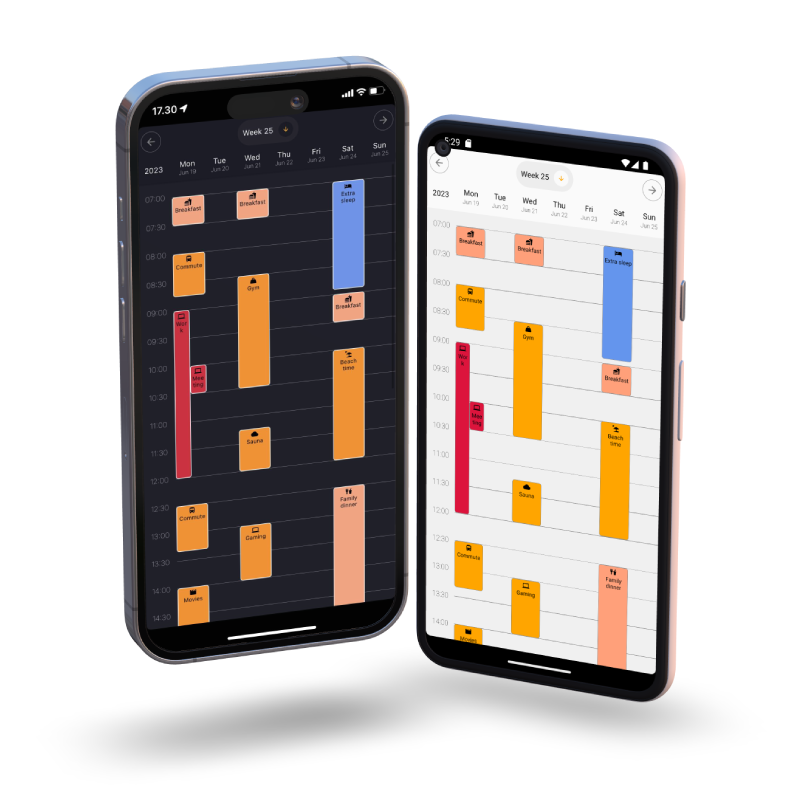 17.30
Week 25
2023
Mon Tue Wed Thu Fri Sat Sun
Jun 19 Jun 20 Jun 21 Jun 22 Jun 23 Jun 24 Jun 25
07:00
Breakfast
Breakfast
Extra
sleep
07:30
08:00
Commute
08:30
Gym
09:00
Wor
k
Breakfast
09:30
10:00
Mee
ting
Beach
time
10:30
11:00
Sauna
11:30
12:00
12:30
Commute
Family
dinner
13:00
Gaming
13:30
14:00
Movies
14:30
5:29
Week 25
2023
Mon Tue Wed Thu Fri Sat Sun
Jun 19 Jun 20 Jun 21 Jun 22 Jun 23 Jun 24 Jun 25
07:00
Breakfast
Breakfast
07:30
Extra sleep
08:00
Commute
08:30
Gym
09:00
Wor
k
09:30
Breakfast
10:00
Mee
ting
10:30
Beach
time
11:00
11:30
Sauna
12:00
12:30
Commute
13:00
Family
dinner
13:30
Gaming
14:00
Movies